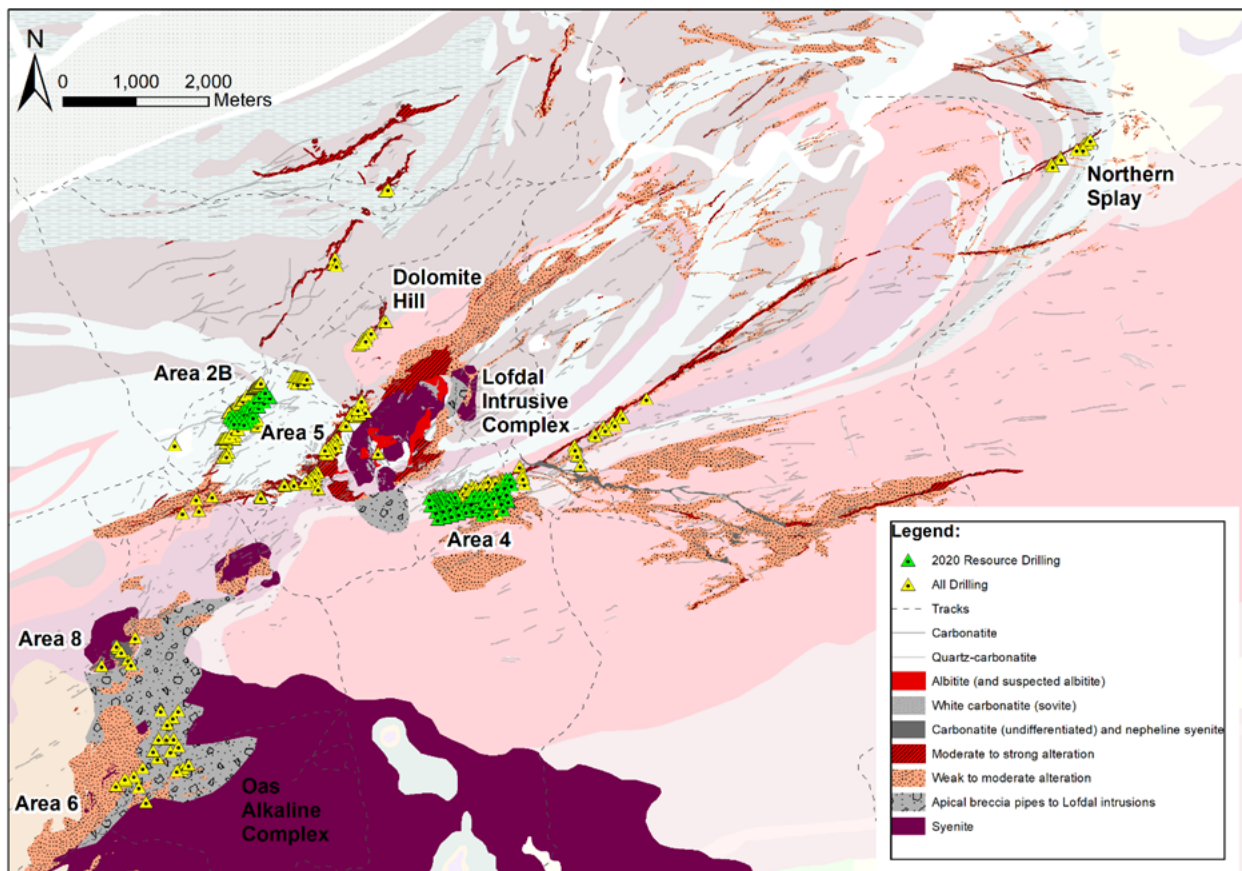 N
0 1,000 2,000
Meters
Dolomite
Hill
Northern
Splay
Area 2B
Area 5
Lofdal
Intrusive
Complex
Area 4
Area 8
Area 6
Oas
Alkaline
Complex
Legend:
2020 Resource Drilling
All Drilling
Tracks
Carbonatite
Quartz-carbonatite
Albitite (and suspected albitite)
White carbonatite (sovite)
Carbonatite (undifferentiated) and nepheline syenite
Moderate to strong alteration
Weak to moderate alteration
Apical breccia pipes to Lofdal intrusions
Syenite